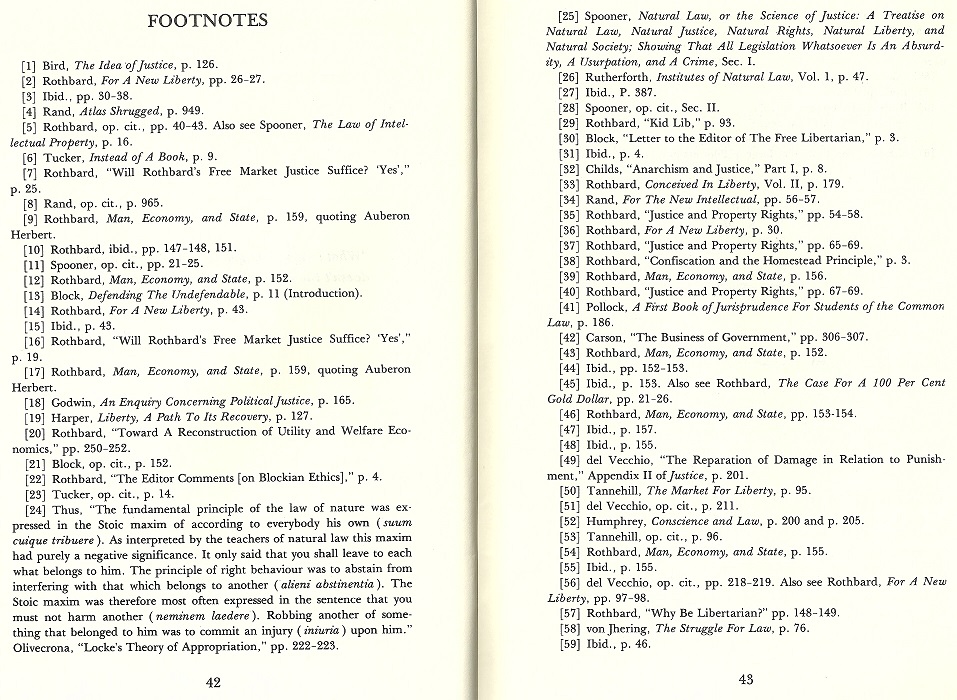 FOOTNOTES
[1] Bird, The Idea of Justice, p. 126.
[2] Rothbard, For A New Liberty, pp. 26–27.
[3] Ibid., pp. 30–38.
[4] Rand, Atlas Shrugged, p. 949.
[5] Rothbard, op. cit., pp. 40–43. Also see Spooner, The Law of Intel-
lectual Property, p. 16.
[6] Tucker, Instead of A Book, p. 9.
[7] Rothbard, “Will Rothbard's Free Market Justice Suffice? ‘Yes’,”
p. 25.
[8] Rand, op. cit., p. 965.
[9] Rothbard, Man, Economy, and State, p. 159, quoting Auberon
Herbert.
[10] Rothbard, ibid., pp. 147–148, 151.
[11] Spooner, op. cit., pp. 21–25.
[12] Rothbard, Man, Economy, and State, p. 152.
[13] Block, Defending The Undefendable, p. 11 (Introduction).
[14] Rothbard, For A New Liberty, p. 43.
[15] Ibid., p. 43.
[16] Rothbard, “Will Rothbard's Free Market Justice Suffice? ‘Yes’,”
p. 19.
[17] Rothbard, Man, Economy, and State, p. 159, quoting Auberon
Herbert.
[18] Godwin, An Enquiry Concerning Political Justice, p. 165.
[19] Harper, Liberty, A Path To Its Recovery, p. 127.
[20] Rothbard, “Toward A Reconstruction of Utility and Welfare Eco-
nomics,” pp. 250–252.
[21] Block, op. cit., p. 152.
[22] Rothbard, “The Editor Comments [on Blockian Ethics],” p. 4.
[23] Tucker, op. cit., p. 14.
[24] Thus, “The fundamental principle of the law of nature was ex-
pressed in the Stoic maxim of according to everybody his own (suum
cuique tribuere). As interpreted by the teachers of natural law this maxim
had purely a negative significance. It only said that you shall leave to each
what belongs to him. The principle of right behaviour was to abstain from
interfering with that which belongs to another (alieni abstinentia). The
Stoic maxim was therefore most often expressed in the sentence that you
must not harm another (neminem laedere). Robbing another of some-
thing that belonged to him was to commit an injury (iniuria) upon him.”
Olivecrona, “Locke's Theory of Appropriation,” pp. 222–223.
42
[25] Spooner, Natural Law, or the Science of Justice: A Treatise on
Natural Law, Natural Justice, Natural Rights, Natural Liberty, and
Natural Society; Showing That All Legislation Whatsoever Is An Absurd-
ity, A Usurpation, and A Crime, Sec. I.
[26] Rutherforth, Institutes of Natural Law, Vol. 1, p. 47.
[27] Ibid., P. 387.
[28] Spooner, op. cit., Sec. II.
[29] Rothbard, “Kid Lib,” p. 93.
[30] Block, “Letter to the Editor of The Free Libertarian,” p. 3.
[31] Ibid., p. 4.
[32] Childs, “Anarchism and Justice,” Part I, p. 8.
[33] Rothbard, Conceived In Liberty, Vol. II, p. 179.
[34] Rand, For The New Intellectual, pp. 56–57.
[35] Rothbard, “Justice and Property Rights,” pp. 54–58.
[36] Rothbard, For A New Liberty, p. 30.
[37] Rothbard, “Justice and Property Rights,” pp. 65–69.
[38] Rothbard, “Confiscation and the Homestead Principle,” p. 3.
[39] Rothbard, Man, Economy, and State, p. 156.
[40] Rothbard, “Justice and Property Rights,” pp. 67–69.
[41] Pollock, A First Book of Jurisprudence For Students of the Common
Law, p. 186.
[42] Carson, “The Business of Government,” pp. 306–307.
[43] Rothbard, Man, Economy, and State, p. 152.
[44] Ibid., pp. 152–153.
[45] Ibid., p. 153. Also see Rothbard, The Case For A 100 Per Cent
Gold Dollar, pp. 21–26.
[46] Rothbard, Man, Economy, and State, pp. 153-154.
[47] Ibid., p. 157.
[48] Ibid., p. 155.
[49] del Vecchio, “The Reparation of Damage in Relation to Punish-
ment,” Appendix II of Justice, p. 201.
[50] Tannehill, The Market For Liberty, p. 95.
[51] del Vecchio, op. cit., p. 211.
[52] Humphrey, Conscience and Law, p. 200 and p. 205.
[53] Tannehill, op. cit., p. 96.
[54] Rothbard, Man, Economy, and State, p. 155.
[55] Ibid., p. 155.
[56] del Vecchio, op. cit., pp. 218–219. Also see Rothbard, For A New
Liberty, pp. 97–98.
[57] Rothbard, “Why Be Libertarian?” pp. 148–149.
[58] von Jhering, The Struggle For Law, p. 76.
[59] Ibid., p. 46.
43